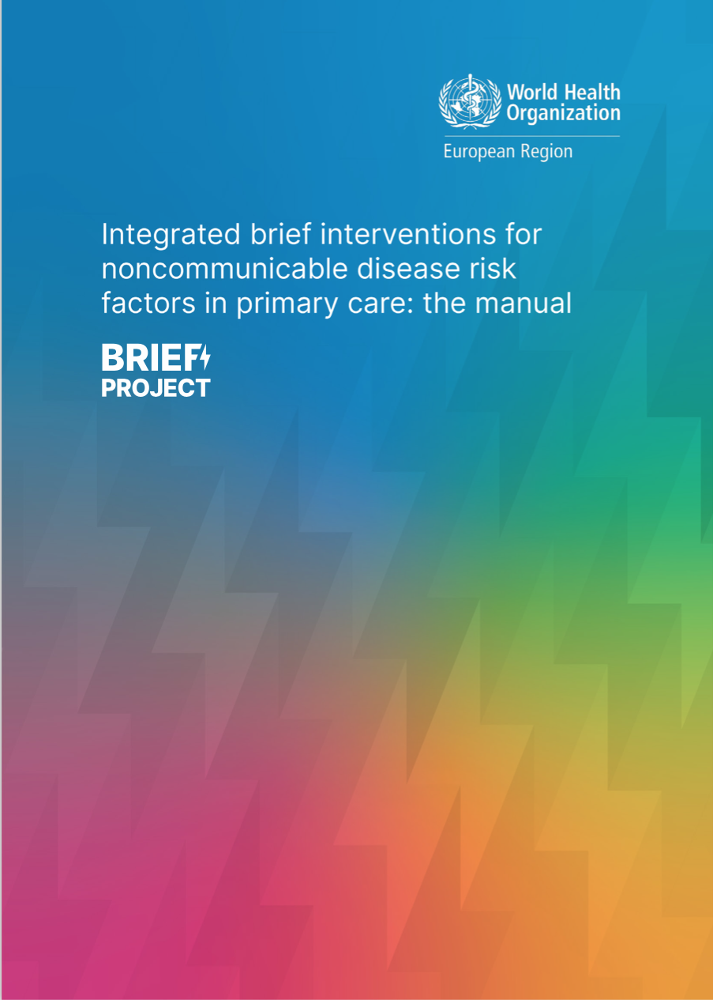 World Health
Organization
European Region
Integrated brief interventions for
noncommunicable disease risk
factors in primary care: the manual
BRIEF
PROJECT